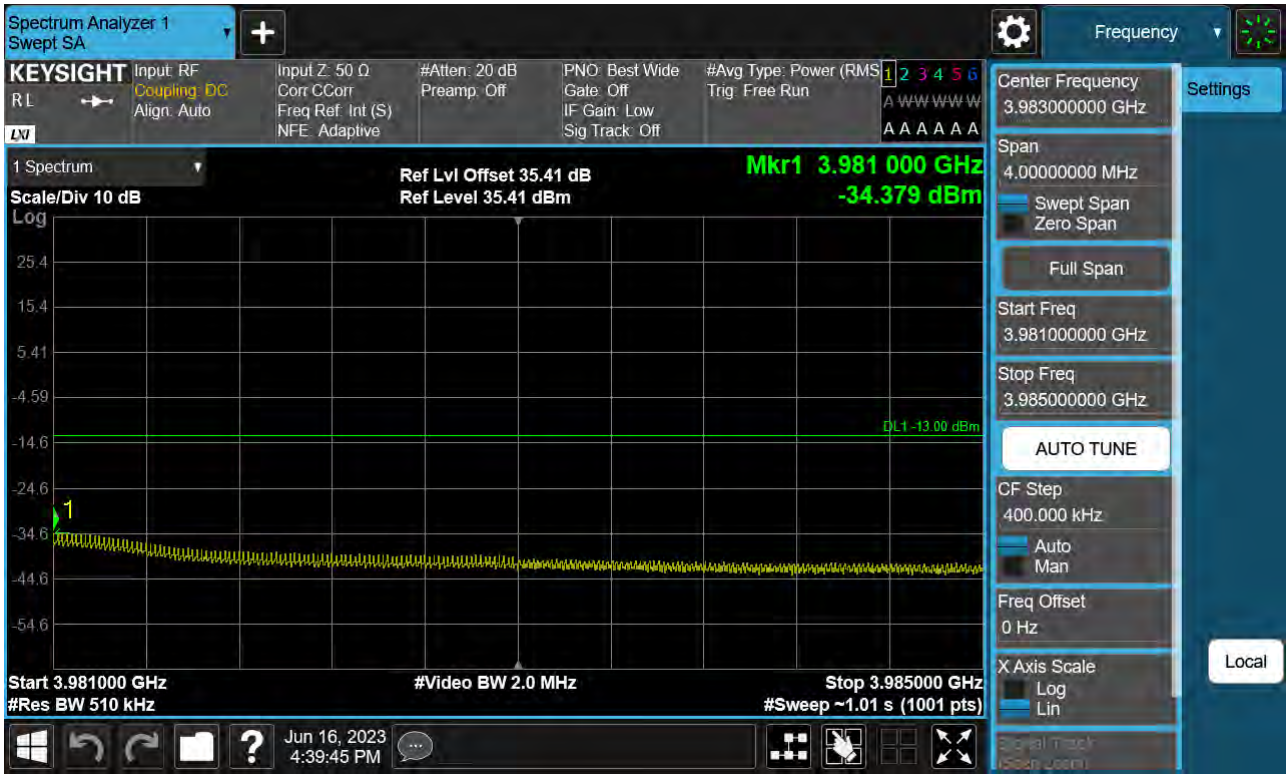 Spectrum Analyzer 1
Swept SA
+
Frequency
KEYSIGHT
RL
LXI
Input: RF
Coupling: DC
Align: Auto
Input Z: 50 Ω
Corr CCorr
Freq Ref: Int (S)
NFE: Adaptive
#Atten: 20 dB
Preamp: Off
PNO: Best Wide
Gate: Off
IF Gain: Low
Sig Track: Off
#Avg Type: Power (RMS
Trig: Free Run
1 2 3 4 5 6
A W W W W W
A A A A A A
1 Spectrum
Scale/Div 10 dB
Log
Ref Lvl Offset 35.41 dB
Ref Level 35.41 dBm
Mkr1 3.981 000 GHz
-34.379 dBm
25.4
15.4
5.41
-4.59
-14.6
-24.6
-34.6
-44.6
-54.6
DL1 -13.00 dBm
1
Start 3.981000 GHz
#Res BW 510 kHz
#Video BW 2.0 MHz
Stop 3.985000 GHz
#Sweep ~1.01 s (1001 pts)
Center Frequency
3.983000000 GHz
Span
4.00000000 MHz
Swept Span
Zero Span
Full Span
Start Freq
3.981000000 GHz
Stop Freq
3.985000000 GHz
AUTO TUNE
CF Step
400.000 kHz
Auto
Man
Freq Offset
0 Hz
X Axis Scale
Log
Lin
Signal Track
(Span Zoom)
Settings
Local
?
Jun 16, 2023
4:39:45 PM